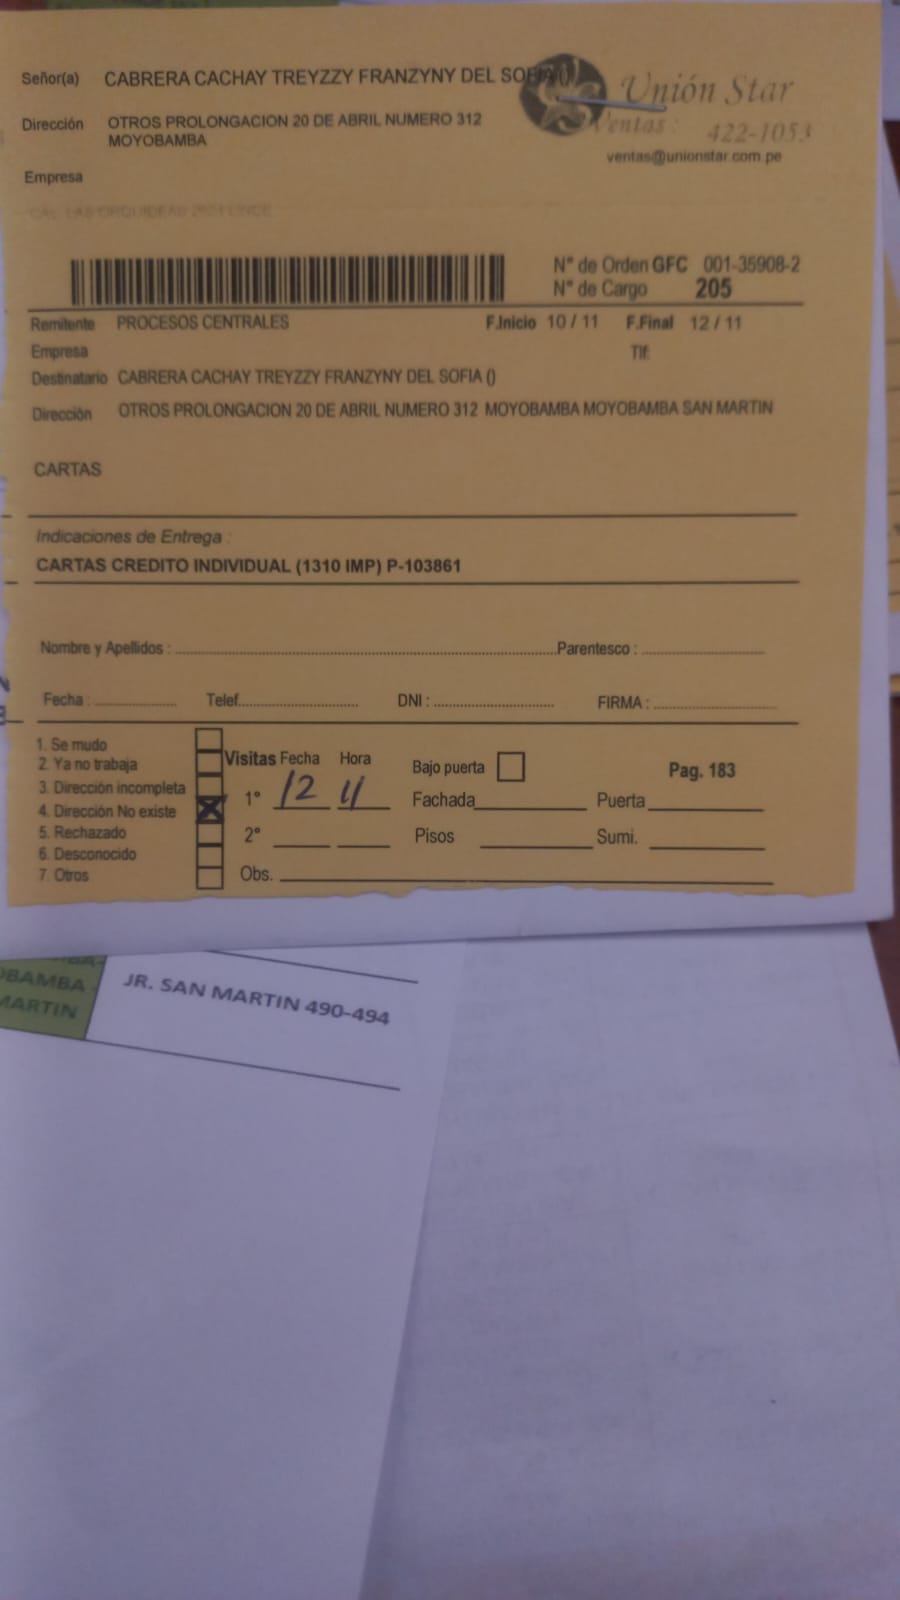 Señor(a) CABRERA CACHAY TREYZZY FRANZYNY DEL SOFIA ()
Unión Star
Dirección OTROS PROLONGACION 20 DE ABRIL NUMERO 312
MOYOBAMBA
Ventas: 422-1053
ventas@unionstar.com.pe
Empresa
N° de Orden GFC 001-35908-2
N° de Cargo 205
Remitente PROCESOS CENTRALES F.Inicio 10 / 11 F.Final 12 / 11
Empresa Tlf:
Destinatario CABRERA CACHAY TREYZZY FRANZYNY DEL SOFIA ()
Dirección OTROS PROLONGACION 20 DE ABRIL NUMERO 312 MOYOBAMBA MOYOBAMBA SAN MARTIN
CARTAS
Indicaciones de Entrega :
CARTAS CREDITO INDIVIDUAL (1310 IMP) P-103861
Nombre y Apellidos : Parentesco :
Fecha : Telef. DNI : FIRMA :
1. Se mudo
2. Ya no trabaja
3. Dirección incompleta
4. Dirección No existe
5. Rechazado
6. Desconocido
7. Otros
Visitas Fecha Hora
1° 12 11
2°
Obs.
Bajo puerta
Pag. 183
Fachada Puerta
Pisos Sumi.
OBAMBA -
MARTIN
JR. SAN MARTIN 490-494